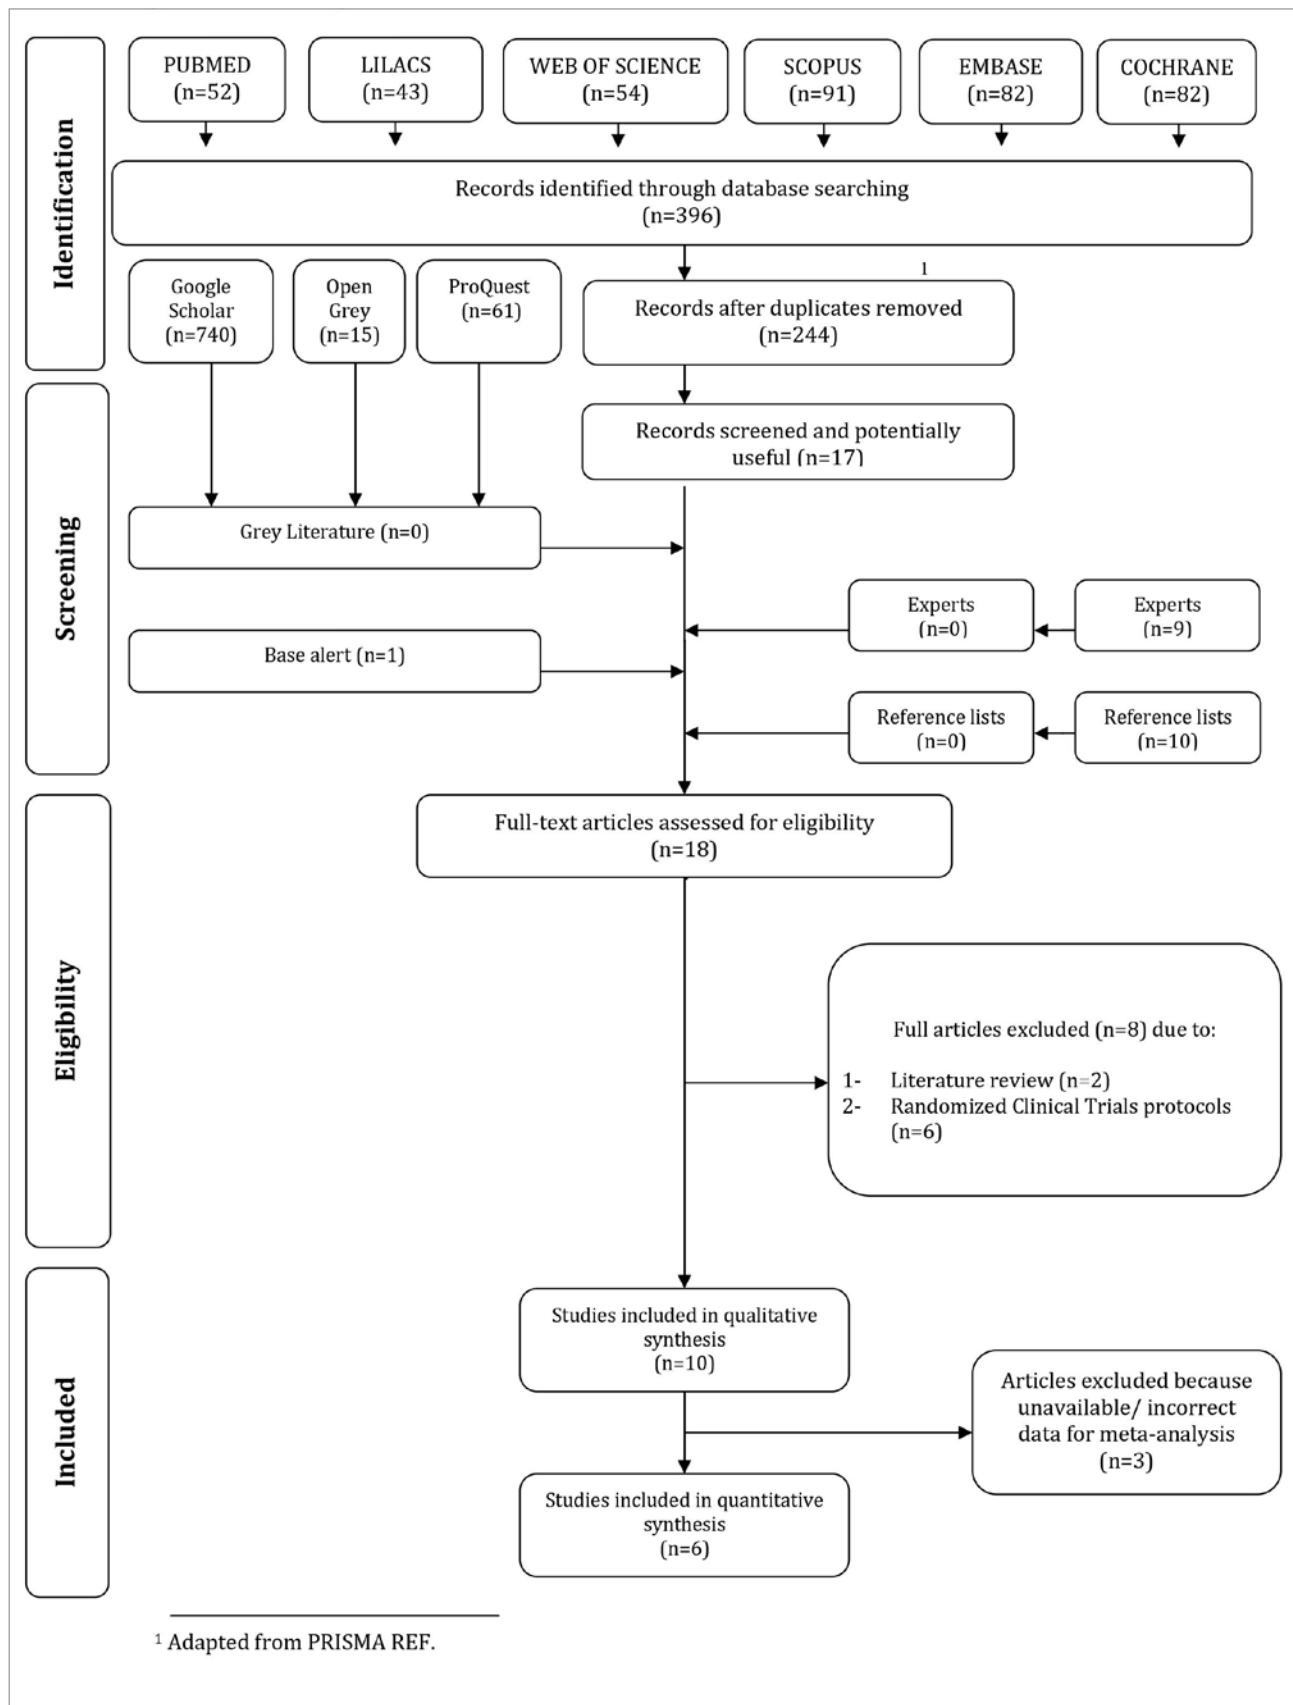 Identification
PUBMED
(n=52)
LILACS
(n=43)
WEB OF SCIENCE
(n=54)
SCOPUS
(n=91)
EMBASE
(n=82)
COCHRANE
(n=82)
Records identified through database searching
(n=396)
Google
Scholar
(n=740)
Open
Grey
(n=15)
ProQuest
(n=61)
1
Records after duplicates removed
(n=244)
Screening
Records screened and potentially
useful (n=17)
Grey Literature (n=0)
Experts
(n=0)
Experts
(n=9)
Base alert (n=1)
Reference lists
(n=0)
Reference lists
(n=10)
Eligibility
Full-text articles assessed for eligibility
(n=18)
Full articles excluded (n=8) due to:
1- Literature review (n=2)
2- Randomized Clinical Trials protocols
(n=6)
Included
Studies included in qualitative
synthesis
(n=10)
Articles excluded because
unavailable/ incorrect
data for meta-analysis
(n=3)
Studies included in quantitative
synthesis
(n=6)
1 Adapted from PRISMA REF.